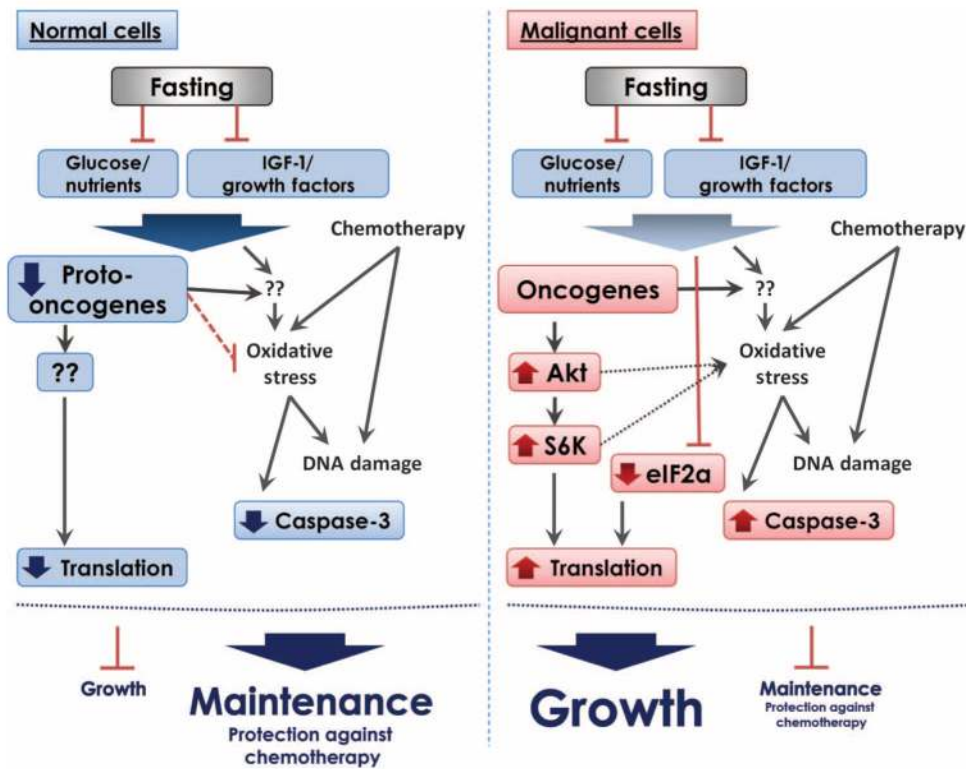 Normal cells
Fasting
Glucose/
nutrients
IGF-1/
growth factors
Chemotherapy
Proto-
oncogenes
??
??
Oxidative
stress
DNA damage
Caspase-3
Translation
Growth
Maintenance
Protection against
chemotherapy
Malignant cells
Fasting
Glucose/
nutrients
IGF-1/
growth factors
Chemotherapy
Oncogenes
??
Akt
Oxidative
stress
S6K
eIF2a
DNA damage
Caspase-3
Translation
Growth
Maintenance
Protection against
chemotherapy